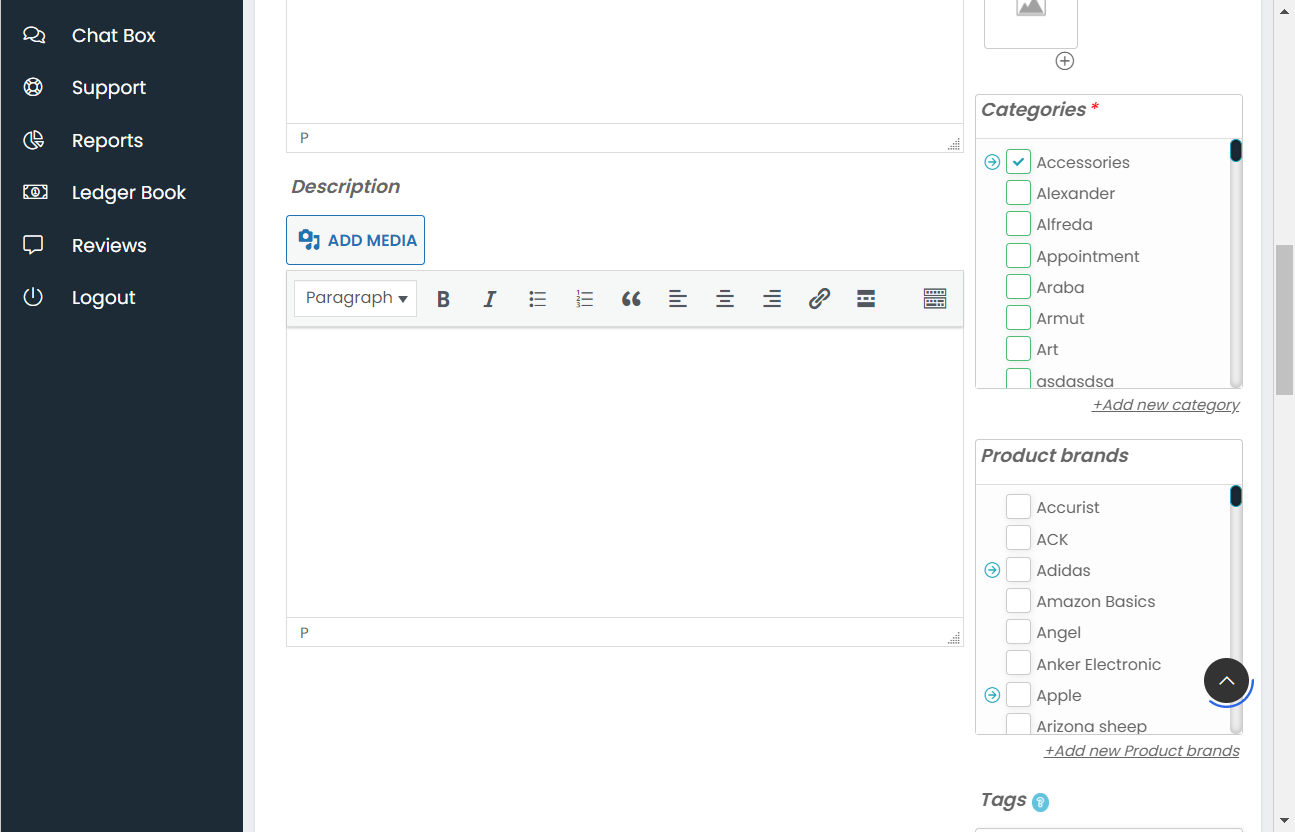 Chat Box
Support
Reports
Ledger Book
Reviews
Logout
P
Description
ADD MEDIA
Paragraph
P
Categories *
Accessories
Alexander
Alfreda
Appointment
Araba
Armut
Art
asdasdsa
+Add new category
Product brands
Accurist
ACK
Adidas
Amazon Basics
Angel
Anker Electronic
Apple
Arizona sheep
+Add new Product brands
Tags ?